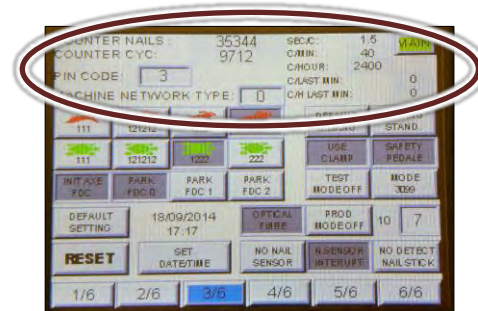 COUNTER NAILS: 35344 SEC/C: 1.5 MAIN
COUNTER CYC: 9712 C/MIN: 40
C/HOUR: 2400
PIN CODE: 3 C/LAST MIN: 0
MACHINE NETWORK TYPE: 0 C/H LAST MIN: 0
111 121212 STAND.
111 121212 1222 222 USE CLAMP SAFETY PEDALE
INIT AXE FDC PARK FDC 0 PARK FDC 1 PARK FDC 2 TEST MODE OFF MODE 3099
DEFAULT SETTING 18/09/2014 17:17 OPTICAL FIBRE PROD MODE OFF 10 7
RESET SET DATE/TIME NO NAIL SENSOR N.SENSOR INTERUPT NO DETECT NAIL STICK
1/6 2/6 3/6 4/6 5/6 6/6